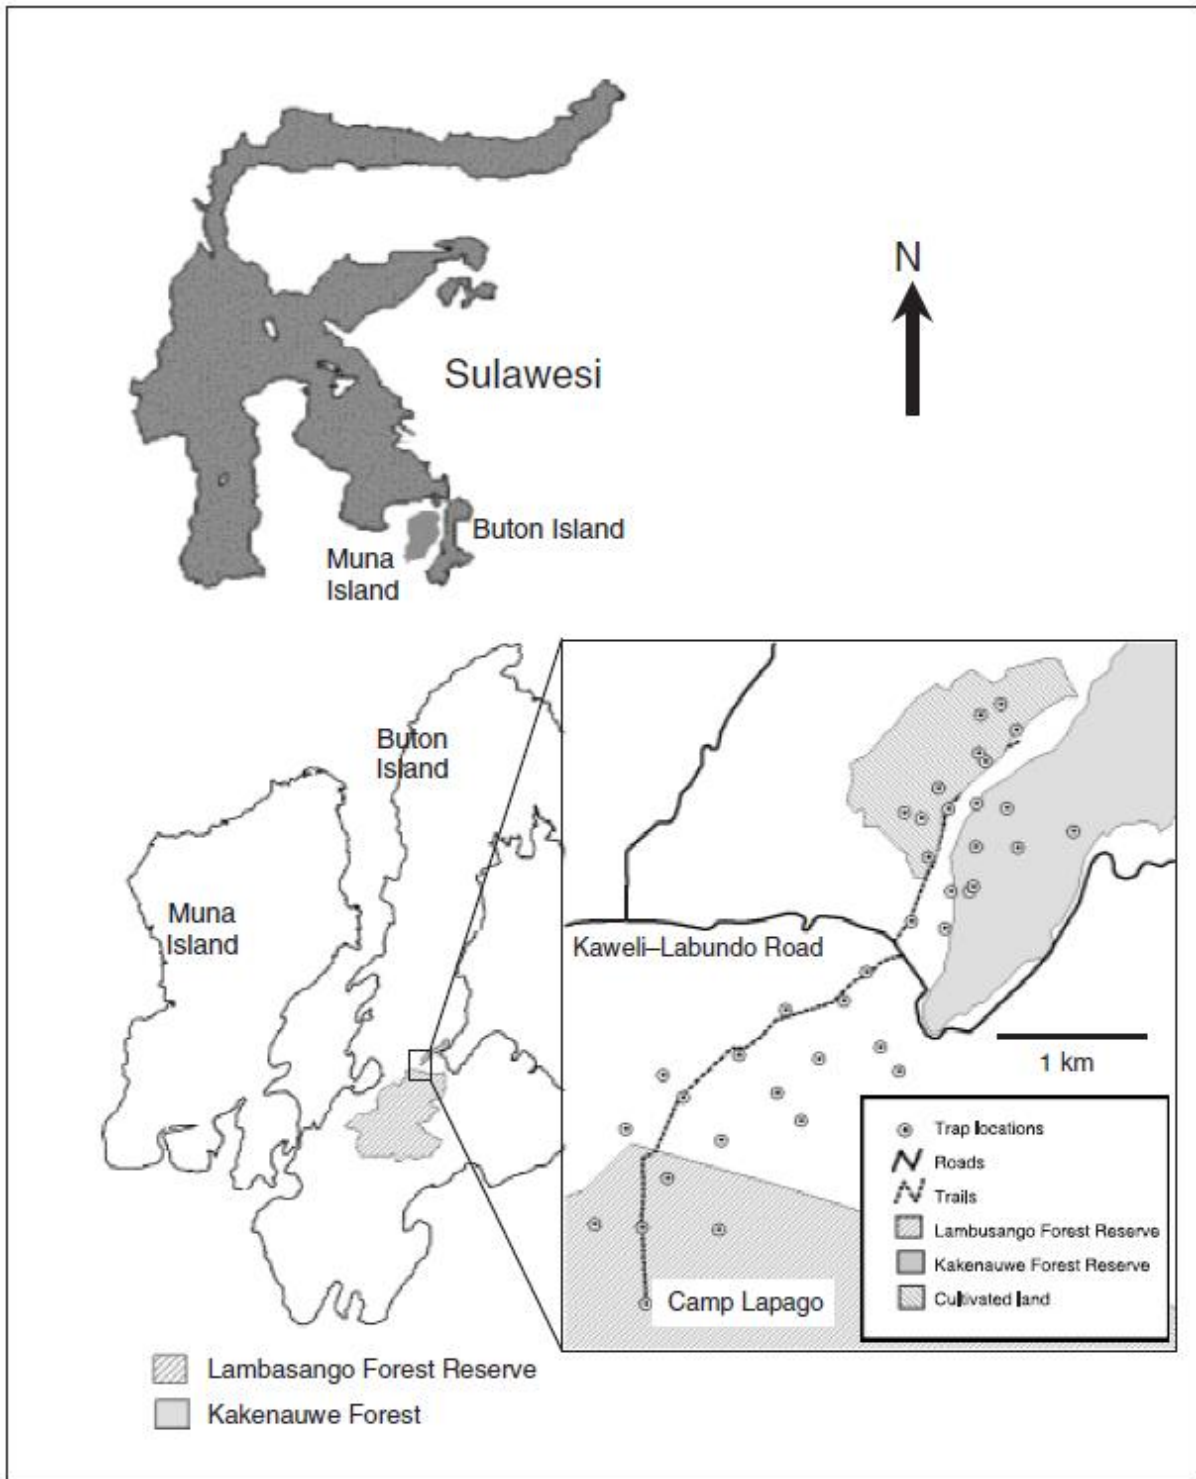 N
Sulawesi
Buton Island
Muna
Island
Buton
Island
Muna
Island
Kaweli–Labundo Road
1 km
Trap locations
Roads
Trails
Lambusango Forest Reserve
Kakenauwe Forest Reserve
Cultivated land
Camp Lapago
Lambasango Forest Reserve
Kakenauwe Forest